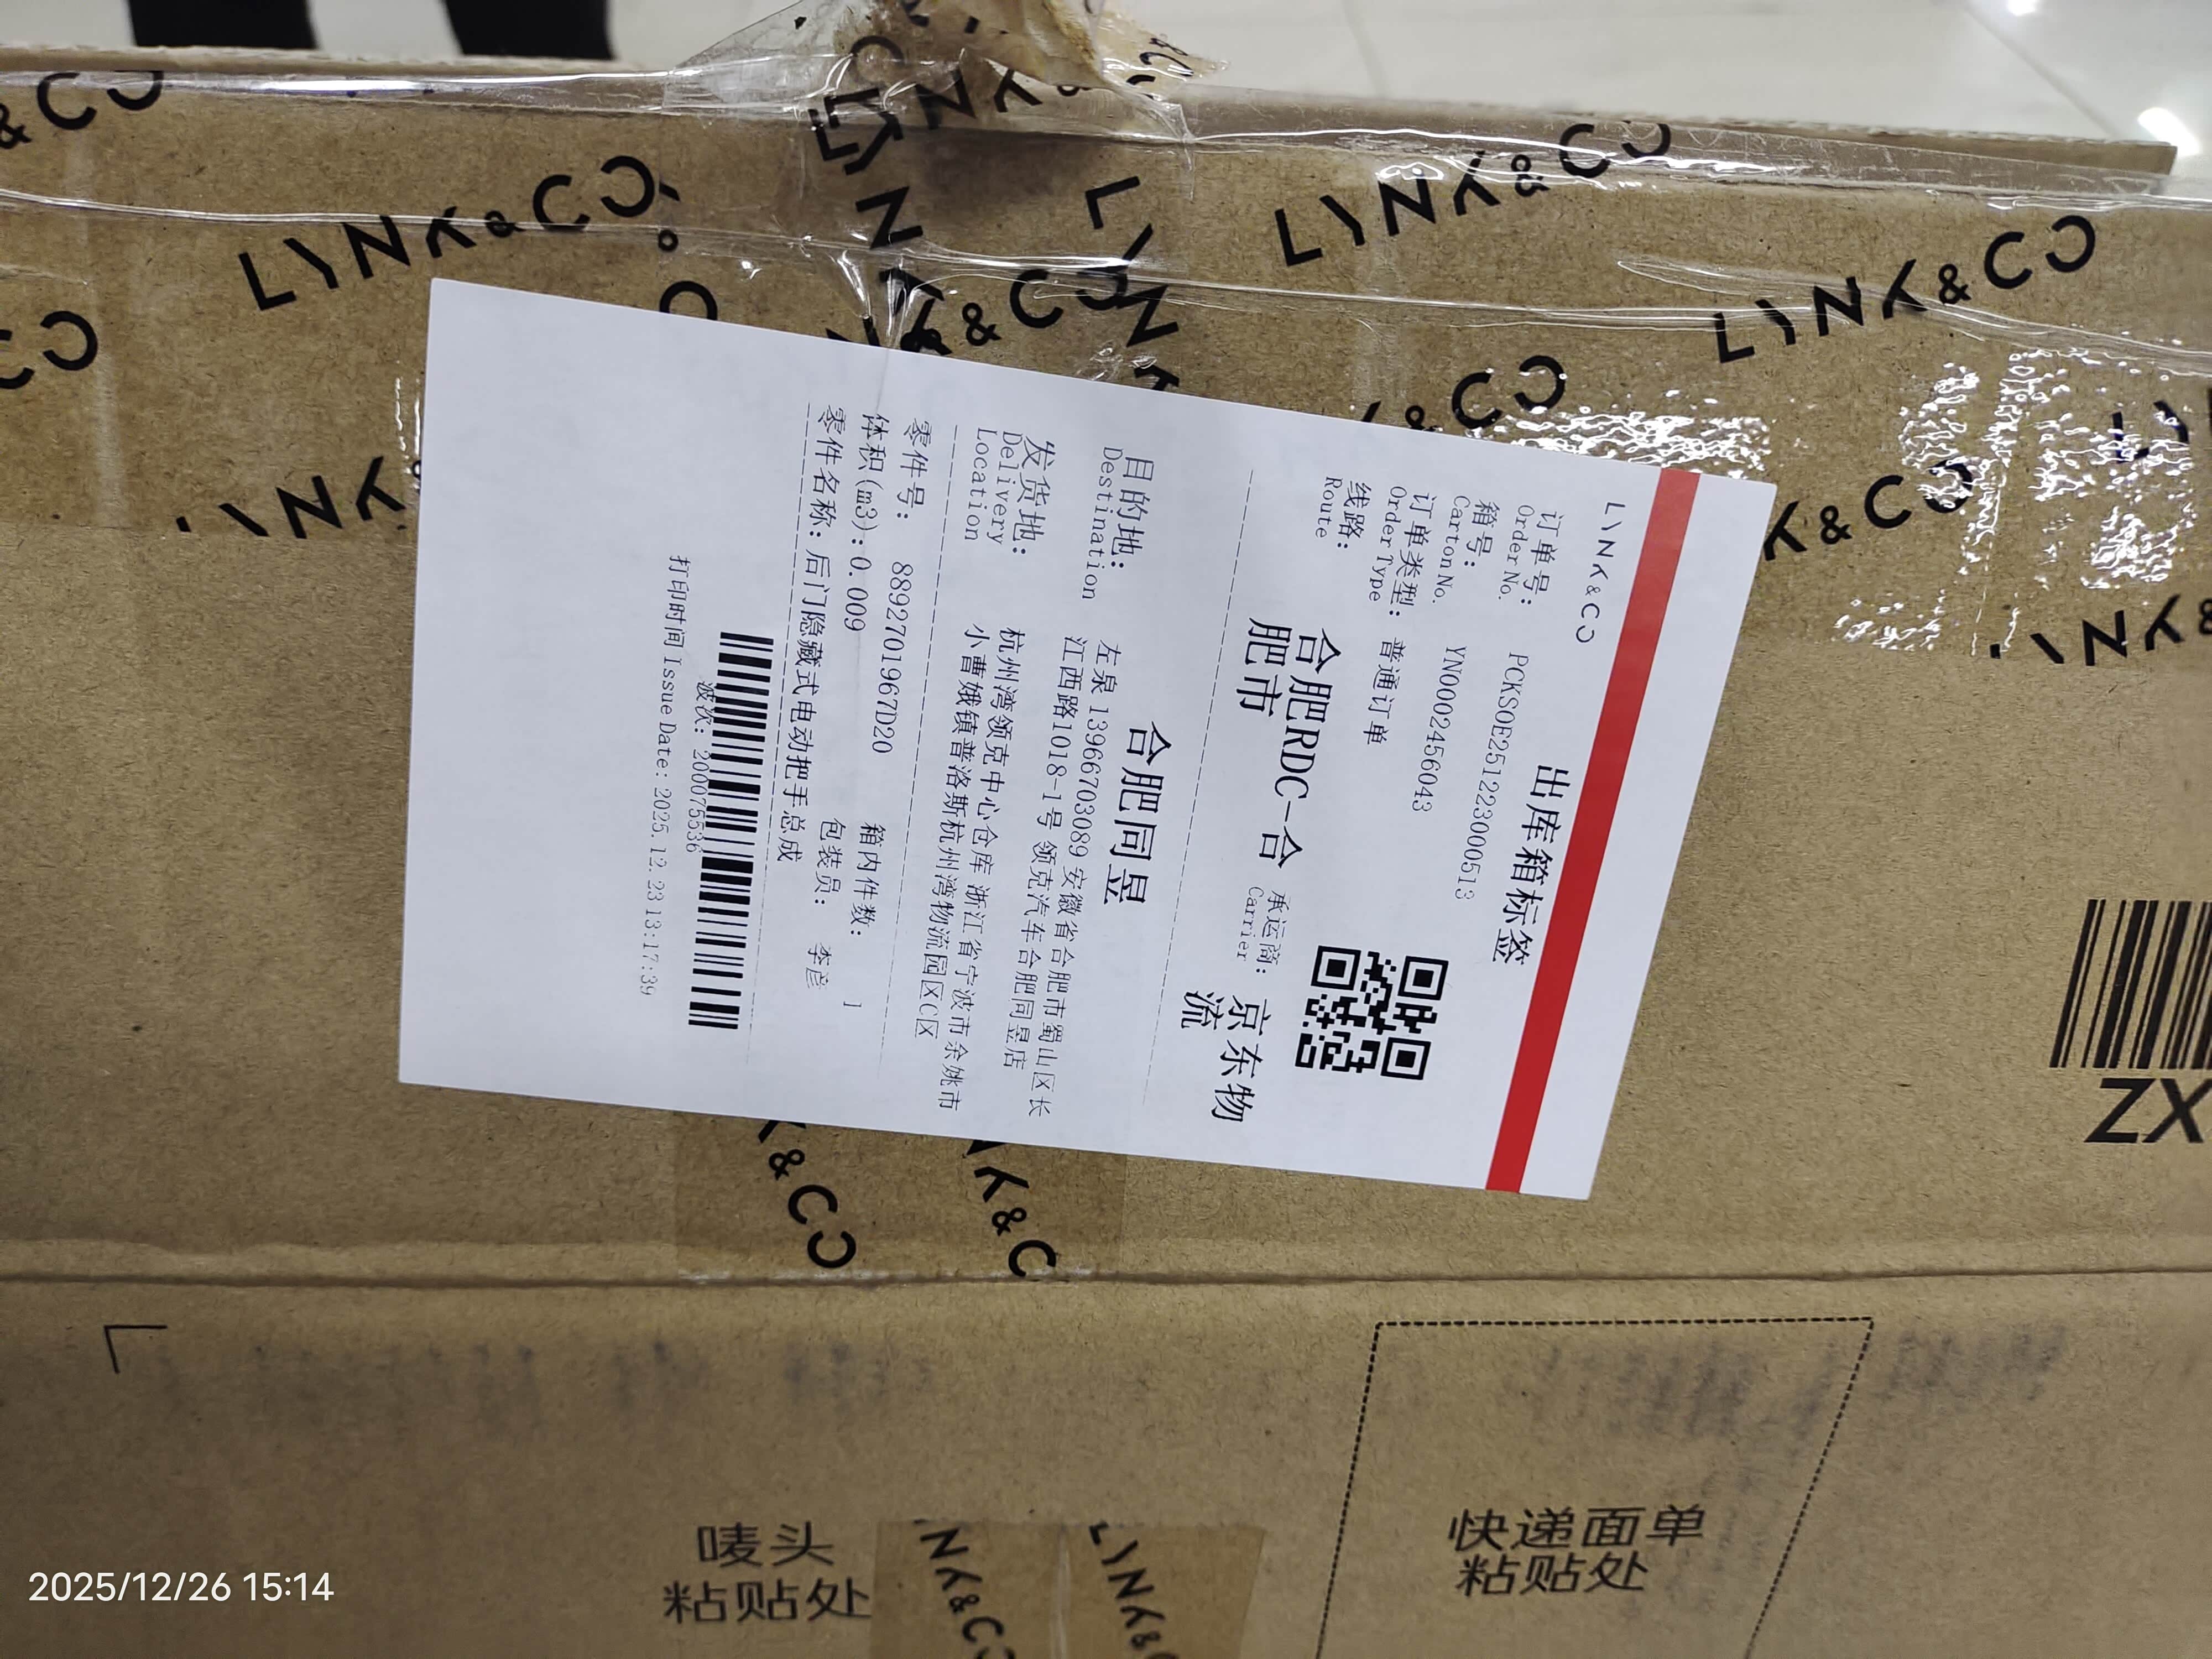 LYNK&CO
出库箱标签
订单号: PCKSOE251223000513
Order No.
箱号: YN0002456043
Carton No.
订单类型: 普通订单
Order Type
线路: 合肥RDC-合
肥市
Route
承运商: 京东物
流
Carrier
目的地: 合肥同昱
Destination
左泉 13966703089 安徽省合肥市蜀山区长
江西路1018-1号 领克汽车合肥同昱店
发货地: 杭州湾领克中心仓库 浙江省宁波市余姚市
Delivery 小曹娥镇普洛斯杭州湾物流园区C区
Location
零件号: 8892701967D20
箱内件数: 1
体积(m3): 0.009
包装员: 李彦
零件名称: 后门隐藏式电动把手总成
波次: 200075536
打印时间 Issue Date: 2025.12.23 13:17:39
LYNK&CO
LYNK&CO
LYNK&CO
ZX
唛头
粘贴处
快递面单
粘贴处
2025/12/26 15:14